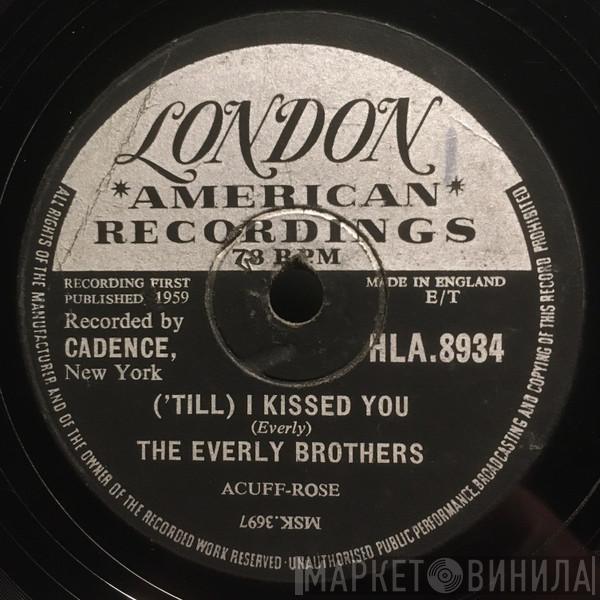 LONDON
*AMERICAN*
RECORDINGS
78 RPM
RECORDING FIRST
PUBLISHED, 1959
MADE IN ENGLAND
E/T
Recorded by
CADENCE,
New York
HLA.8934
('TILL) I KISSED YOU
(Everly)
THE EVERLY BROTHERS
ACUFF-ROSE
MSK.3697
ALL RIGHTS OF THE MANUFACTURER AND OF THE OWNER OF THE RECORDED WORK RESERVED · UNAUTHORISED PUBLIC PERFORMANCE, BROADCASTING AND COPYING OF THIS RECORD PROHIBITED
МАРКЕТ ВИНИЛА